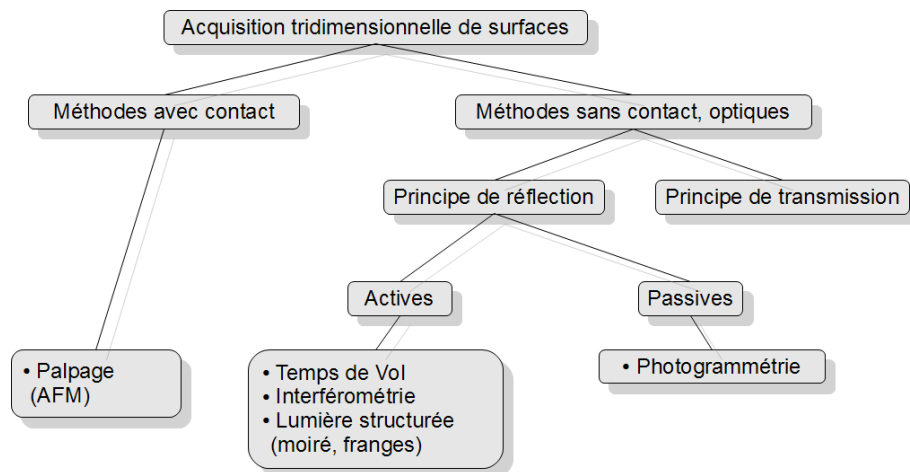 Acquisition tridimensionnelle de surfaces
Méthodes avec contact
Méthodes sans contact, optiques
Principe de réflection
Principe de transmission
Actives
Passives
• Palpage
(AFM)
• Temps de Vol
• Interférométrie
• Lumière structurée
(moiré, franges)
• Photogrammétrie